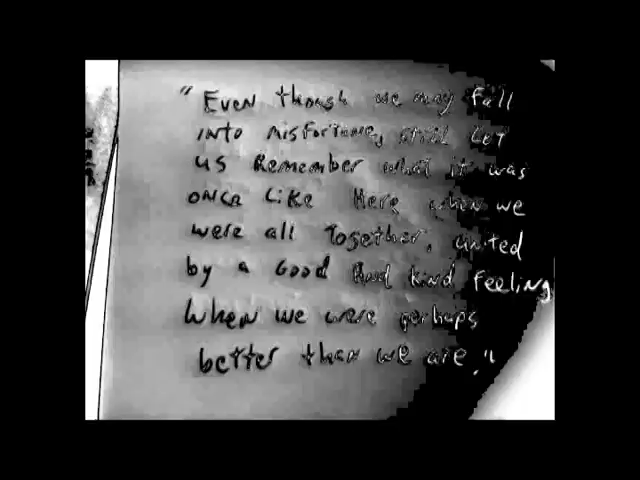 "Even though we may fall
into misfortune, still let
us Remember what it was
once like Here when we
were all Together, united
by a Good And kind Feeling.
When we were perhaps
better than we are."